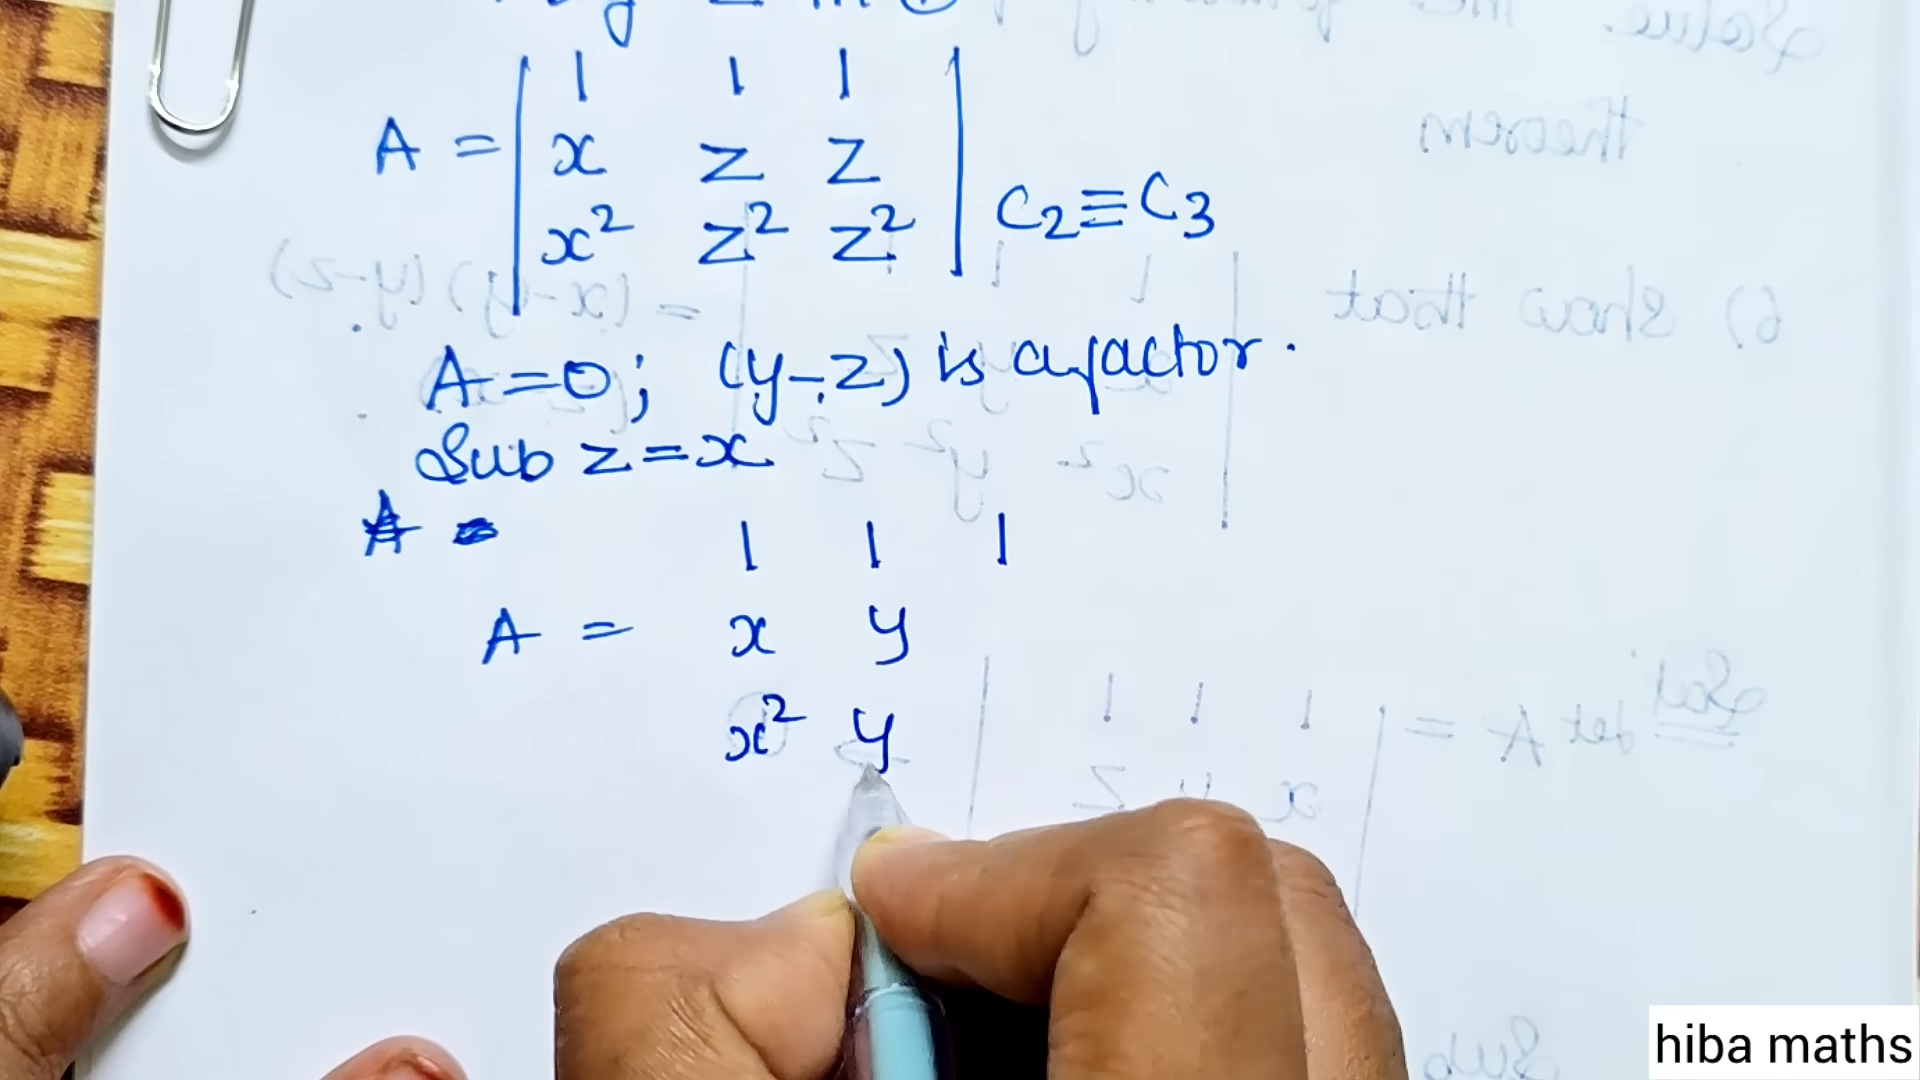 1 1 1
A = x z z
x² z² z² C₂ ≡ C₃
A = 0; (y-z) is a factor.
Sub z = x
1 1 1
A = x y
x² y
hiba maths